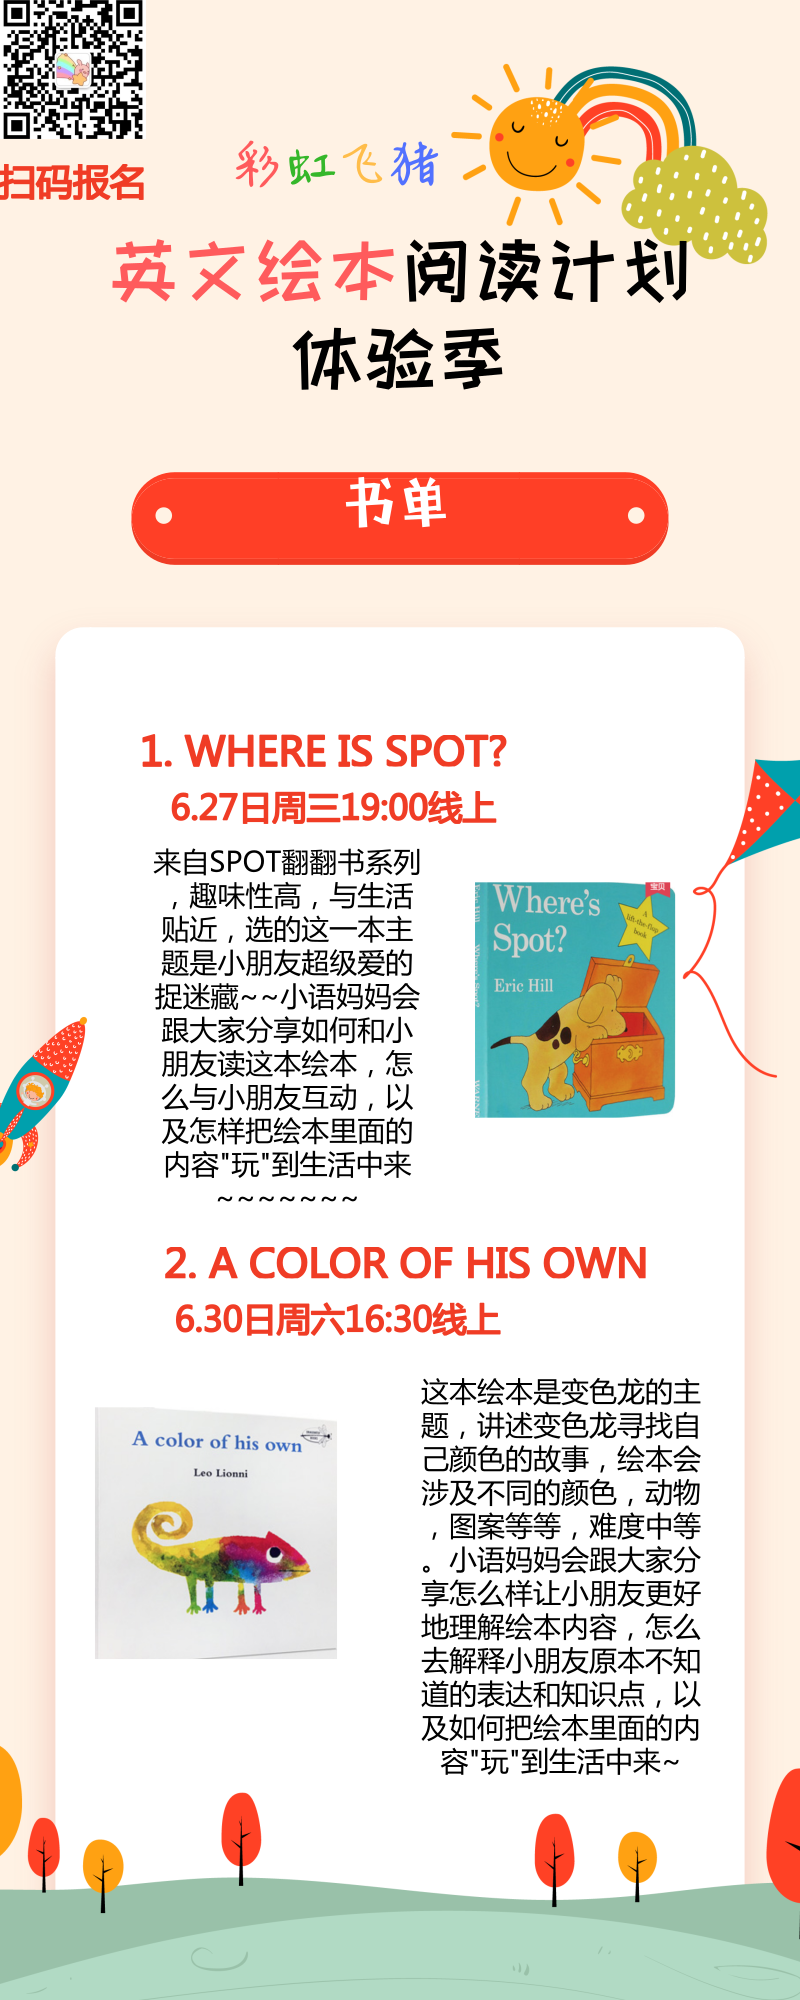 扫码报名
彩虹飞猪
英文绘本阅读计划
体验季
书单
1. WHERE IS SPOT?
6.27日周三19:00线上
来自SPOT翻翻书系列
，趣味性高，与生活
贴近，选的这一本主
题是小朋友超级爱的
捉迷藏~~小语妈妈会
跟大家分享如何和小
朋友读这本绘本，怎
么与小朋友互动，以
及怎样把绘本里面的
内容"玩"到生活中来
~~~~~~~
宝贝
Where's
Spot?
A
lift-the-flap
book
Eric Hill
Eric Hill
Where's Spot?
2. A COLOR OF HIS OWN
6.30日周六16:30线上
A color of his own
Leo Lionni
这本绘本是变色龙的主
题，讲述变色龙寻找自
己颜色的故事，绘本会
涉及不同的颜色，动物
，图案等等，难度中等
。小语妈妈会跟大家分
享怎么样让小朋友更好
地理解绘本内容，怎么
去解释小朋友原本不知
道的表达和知识点，以
及如何把绘本里面的内
容"玩"到生活中来~